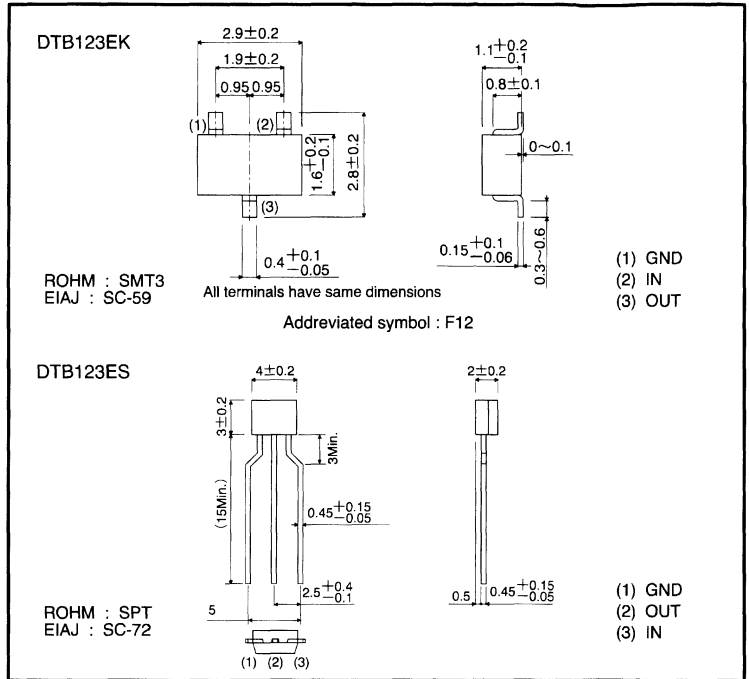 DTB123EK
2.9±0.2
1.9±0.2
0.95 0.95
(1) (2)
(3)
1.6+0.2−0.1
2.8±0.2
0.4+0.1−0.05
1.1+0.2−0.1
0.8±0.1
0~0.1
0.15+0.1−0.06
0.3~0.6
(1) GND
(2) IN
(3) OUT
ROHM : SMT3
EIAJ : SC-59
All terminals have same dimensions
Addreviated symbol : F12
DTB123ES
4±0.2
2±0.2
3±0.2
3Min.
(15Min.)
0.45+0.15−0.05
2.5+0.4−0.1
5
0.5
0.45+0.15−0.05
(1) GND
(2) OUT
(3) IN
ROHM : SPT
EIAJ : SC-72
(1) (2) (3)